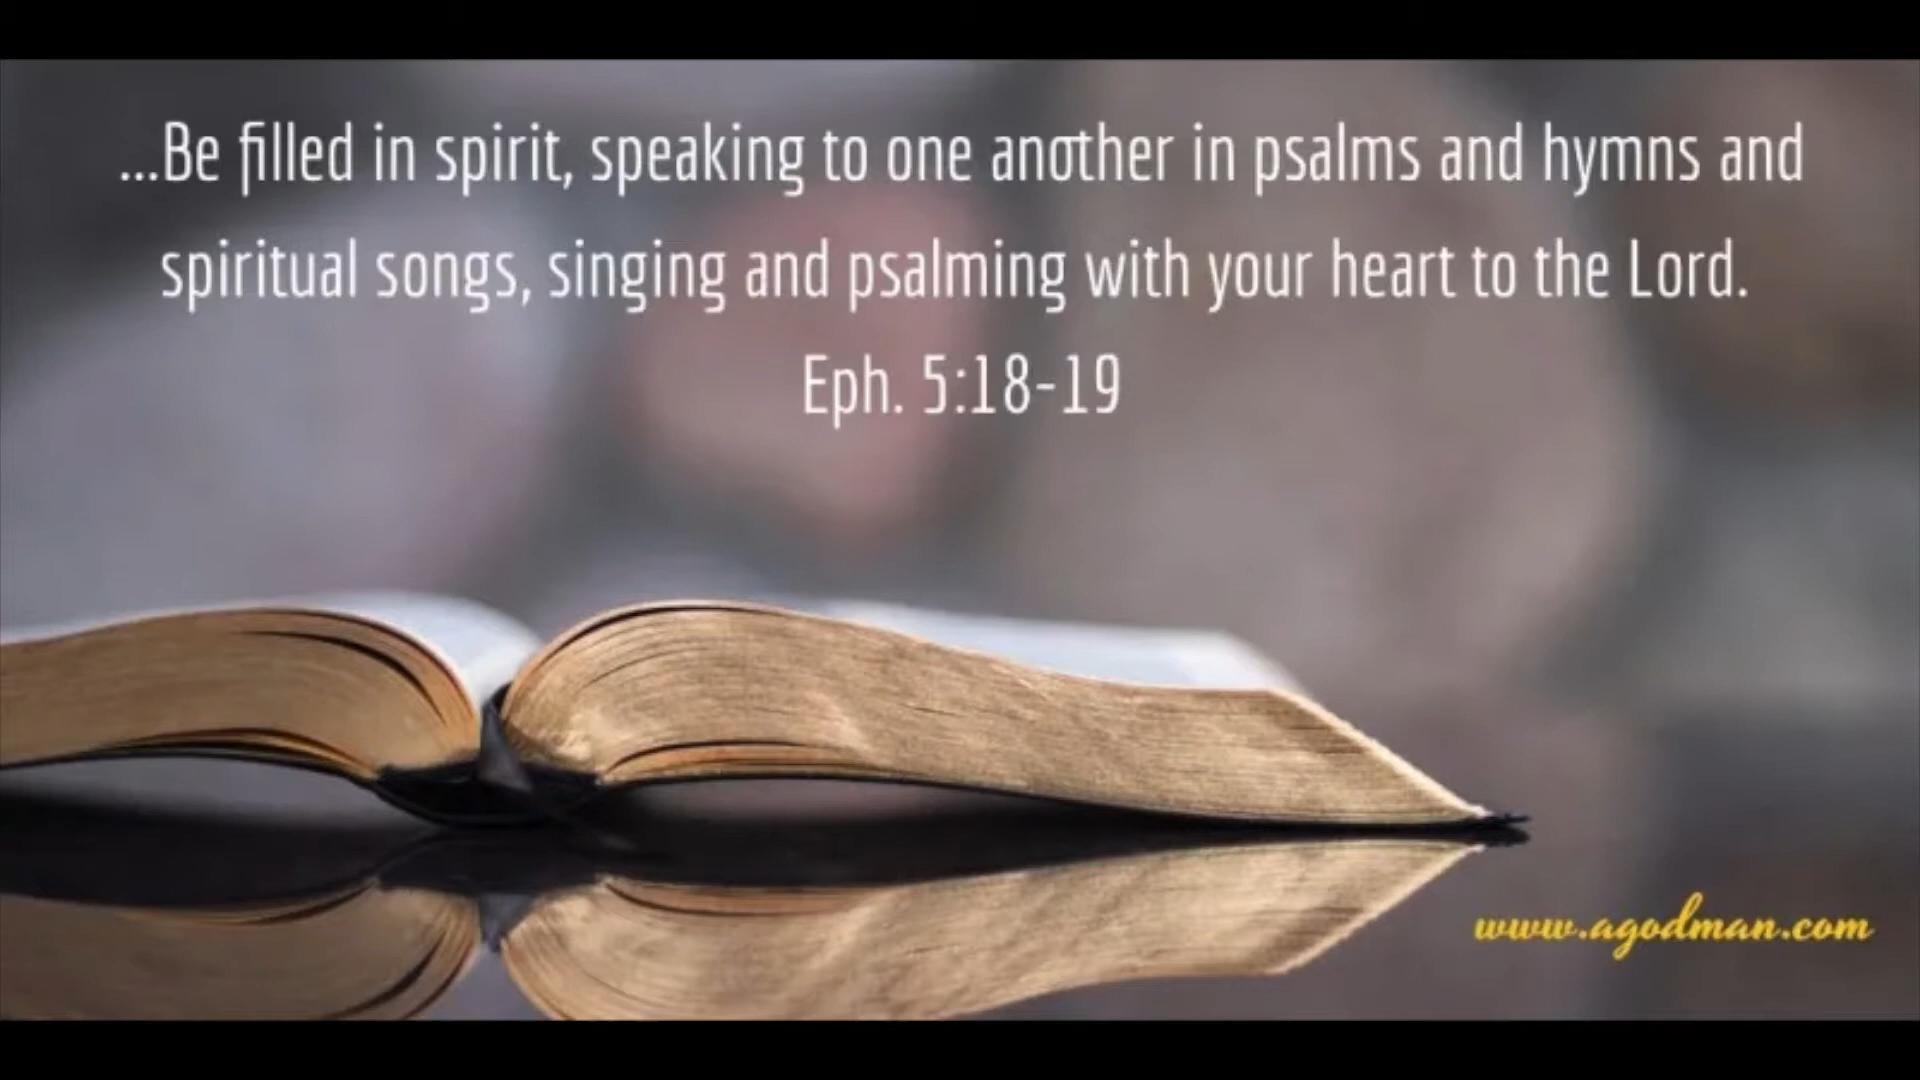 ...Be filled in spirit, speaking to one another in psalms and hymns and
spiritual songs, singing and psalming with your heart to the Lord.
Eph. 5:18-19
www.agodman.com